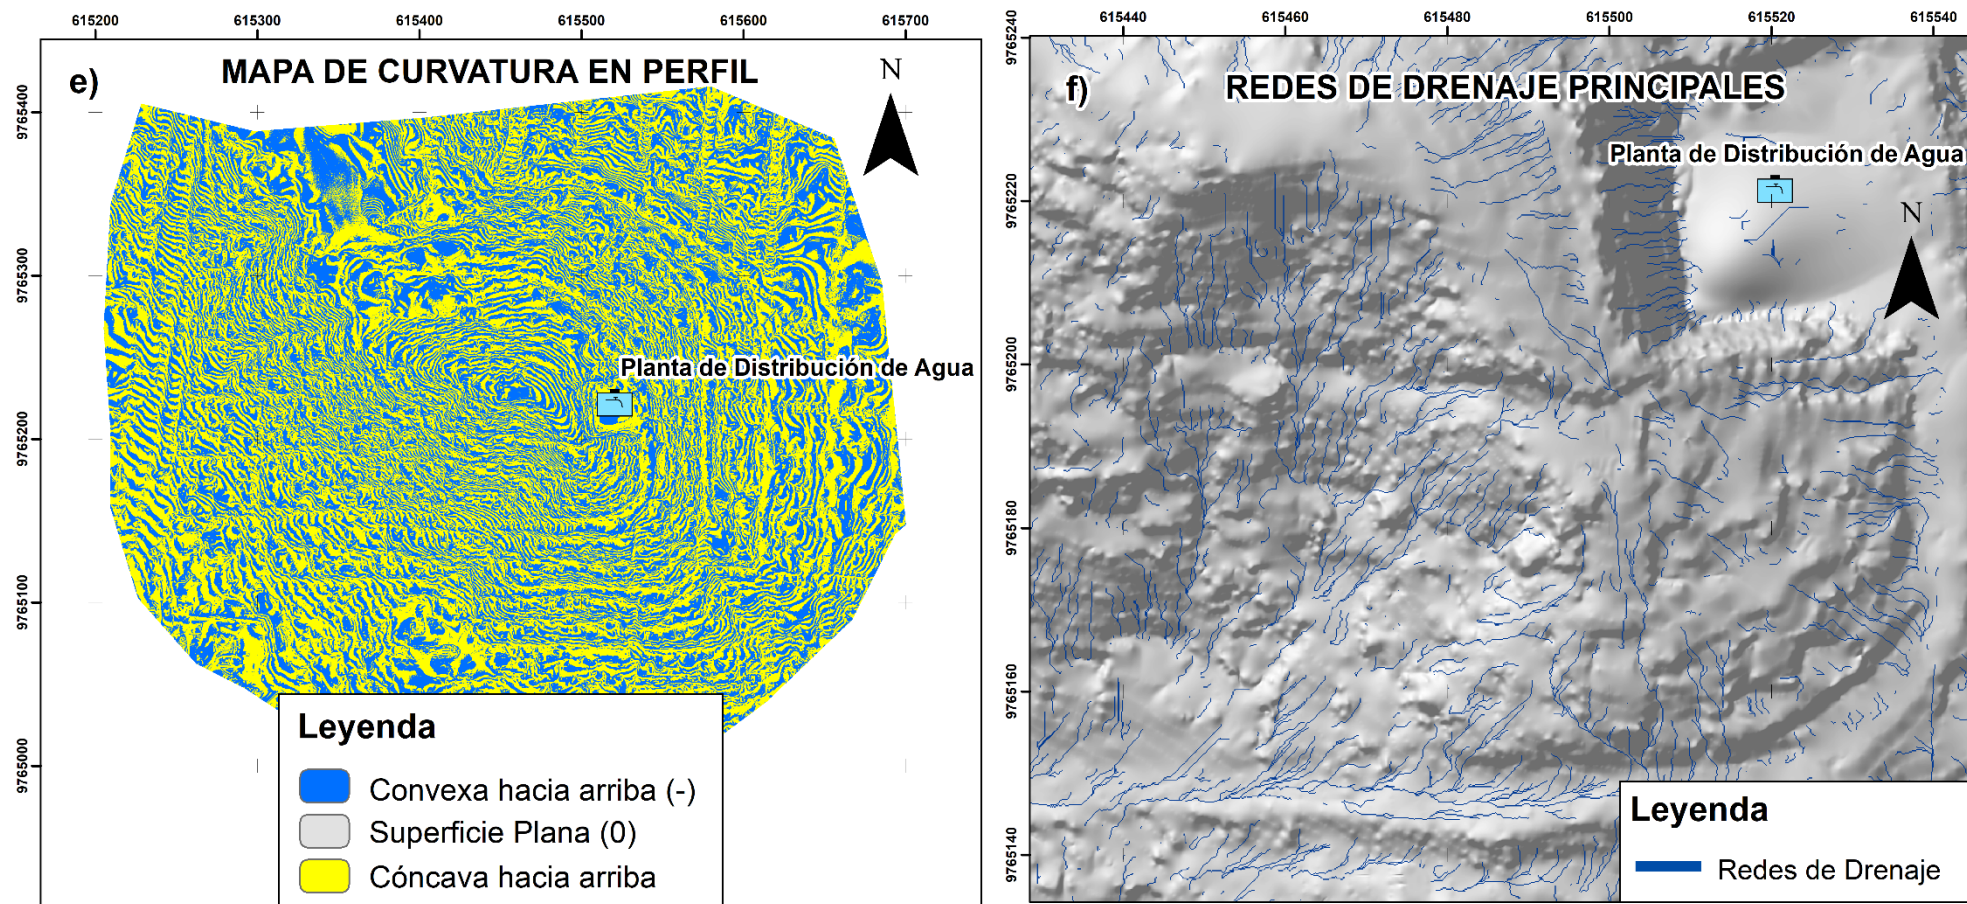 615200 615300 615400 615500 615600 615700
e)
MAPA DE CURVATURA EN PERFIL
N
9765400
9765300
9765200
9765100
9765000
Planta de Distribución de Agua
Leyenda
Convexa hacia arriba (-)
Superficie Plana (0)
Cóncava hacia arriba
615440 615460 615480 615500 615520 615540
f)
REDES DE DRENAJE PRINCIPALES
Planta de Distribución de Agua
N
9765240
9765220
9765200
9765180
9765160
9765140
Leyenda
Redes de Drenaje